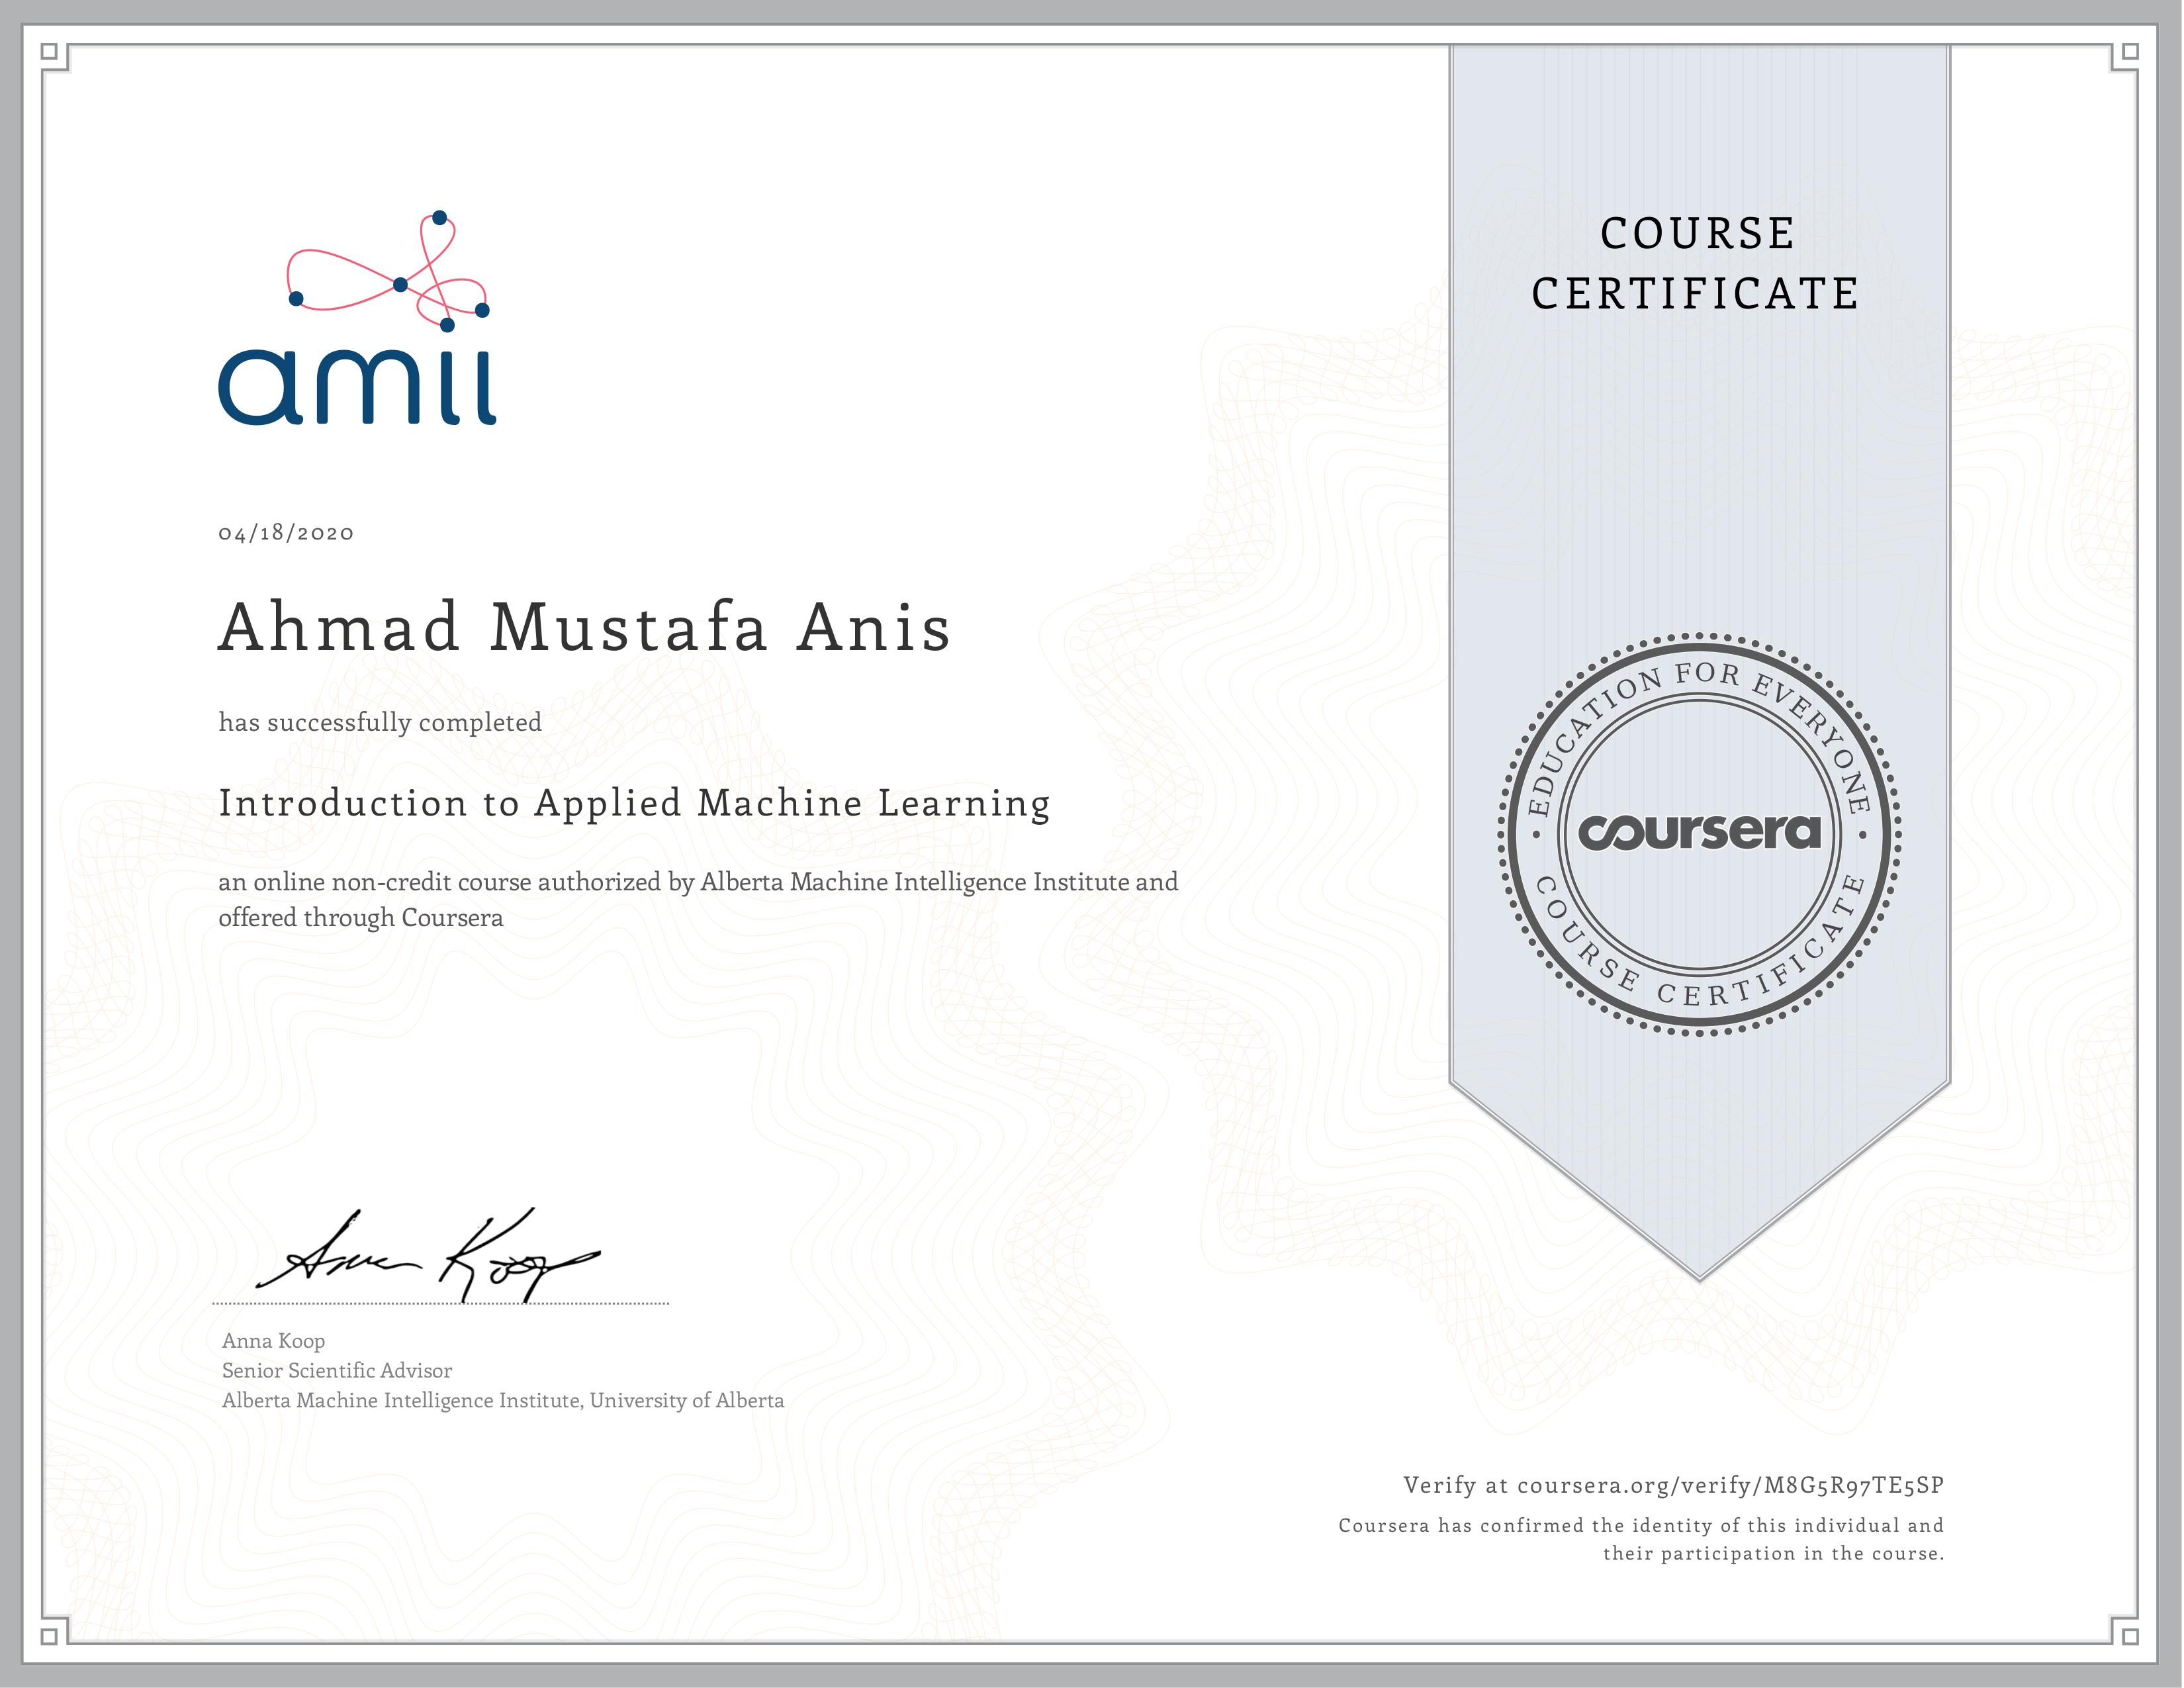 amii
04/18/2020
Ahmad Mustafa Anis
has successfully completed
Introduction to Applied Machine Learning
an online non-credit course authorized by Alberta Machine Intelligence Institute and
offered through Coursera
Anna Koop
Anna Koop
Senior Scientific Advisor
Alberta Machine Intelligence Institute, University of Alberta
COURSE
CERTIFICATE
EDUCATION FOR EVERYONE
coursera
COURSE CERTIFICATE
Verify at coursera.org/verify/M8G5R97TE5SP
Coursera has confirmed the identity of this individual and
their participation in the course.